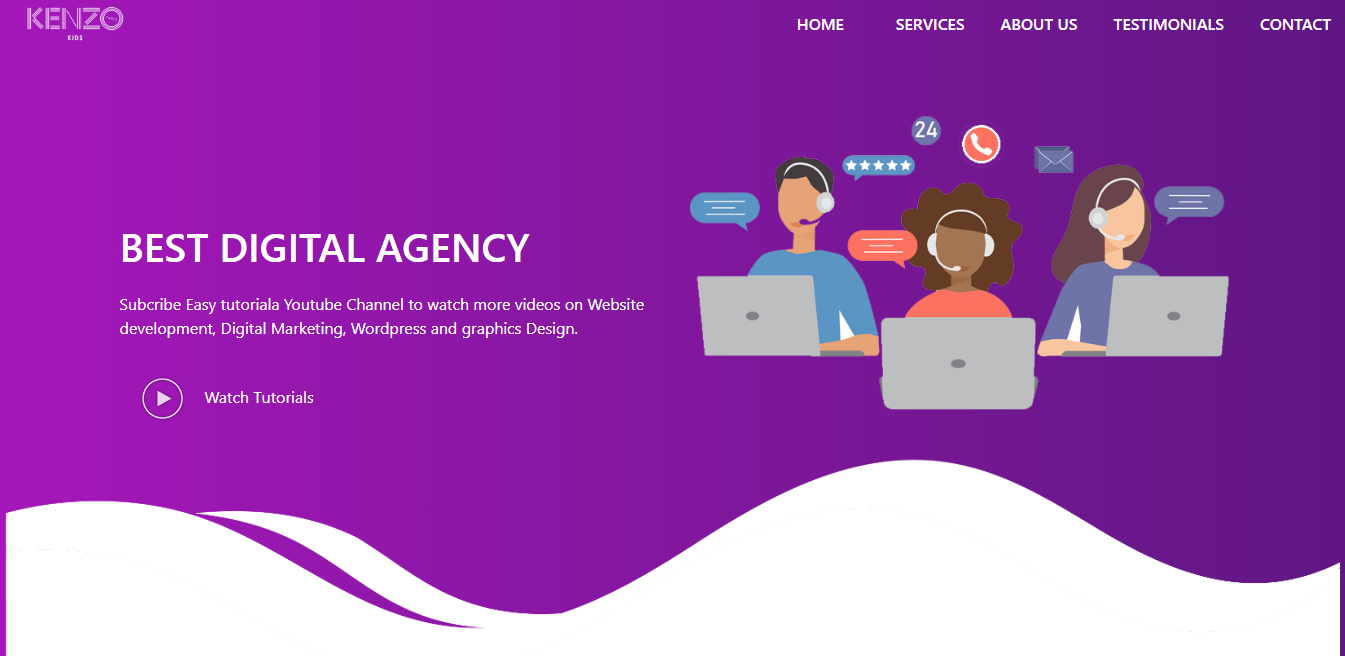 KENZO
KIDS
HOME SERVICES ABOUT US TESTIMONIALS CONTACT
24
BEST DIGITAL AGENCY
Subcribe Easy tutoriala Youtube Channel to watch more videos on Website
development, Digital Marketing, Wordpress and graphics Design.
Watch Tutorials